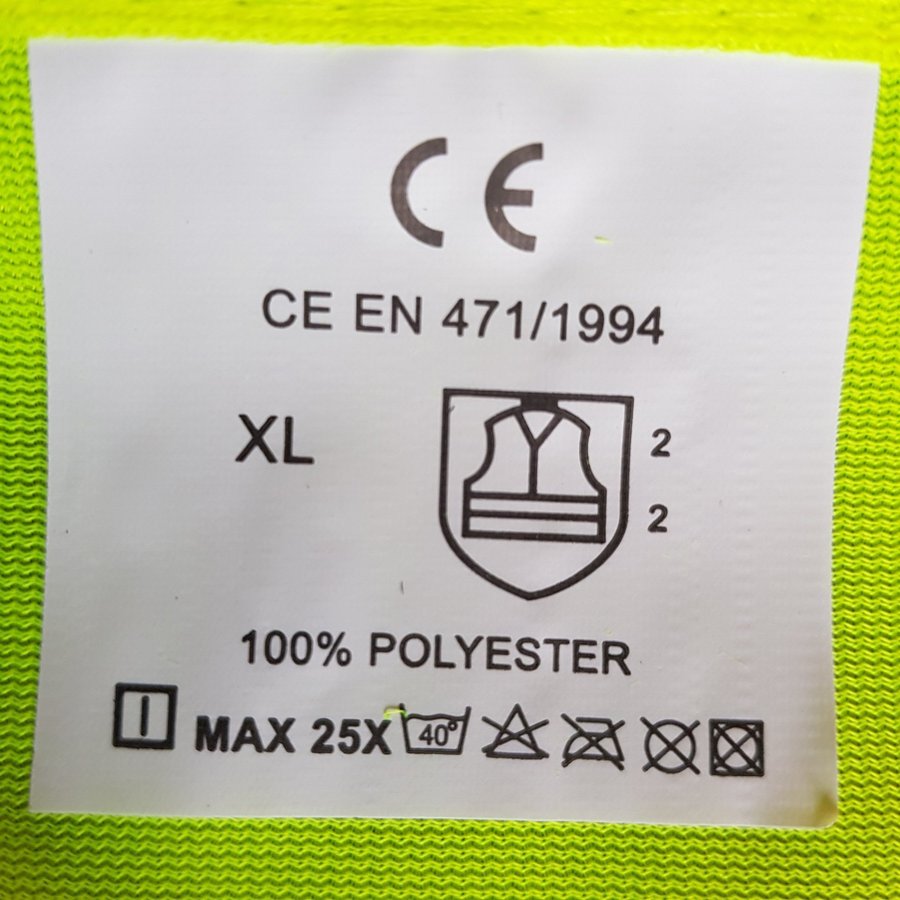 CE
CE EN 471/1994
XL
2
2
100% POLYESTER
MAX 25X 40°